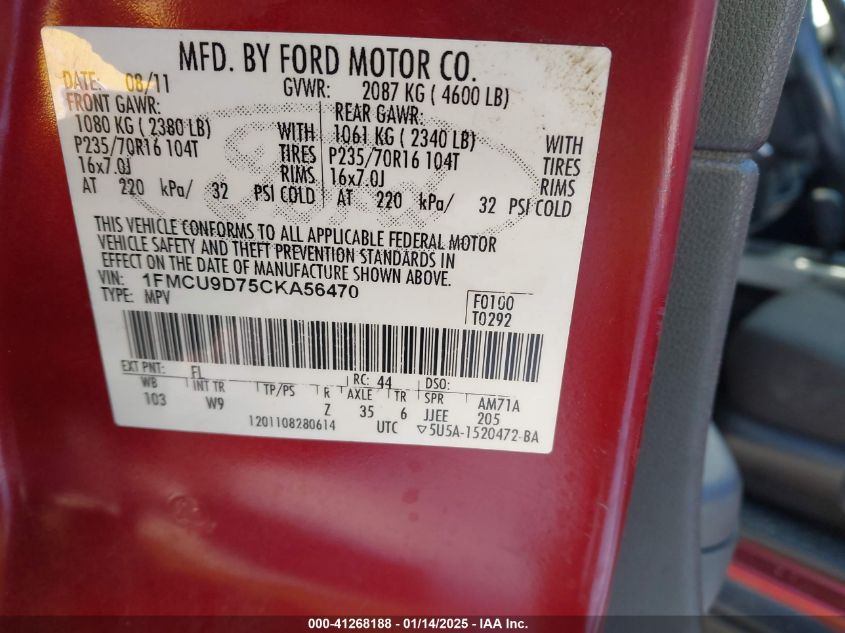 MFD. BY FORD MOTOR CO.
DATE: 08/11 GVWR: 2087 KG ( 4600 LB)
FRONT GAWR: REAR GAWR:
1080 KG ( 2380 LB) WITH 1061 KG ( 2340 LB) WITH
P235/70R16 104T TIRES P235/70R16 104T TIRES
16x7.0J RIMS 16x7.0J RIMS
AT 220 kPa/ 32 PSI COLD AT 220 kPa/ 32 PSI COLD
THIS VEHICLE CONFORMS TO ALL APPLICABLE FEDERAL MOTOR
VEHICLE SAFETY AND THEFT PREVENTION STANDARDS IN
EFFECT ON THE DATE OF MANUFACTURE SHOWN ABOVE.
VIN: 1FMCU9D75CKA56470
TYPE: MPV
F0100
T0292
EXT PNT: FL RC: 44 DSO:
WB INT TR TP/PS R AXLE TR SPR AM71A
103 W9 Z 35 6 JJEE 205
1201108280614 UTC ▽5U5A-1520472-BA
000-41268188 - 01/14/2025 - IAA Inc.